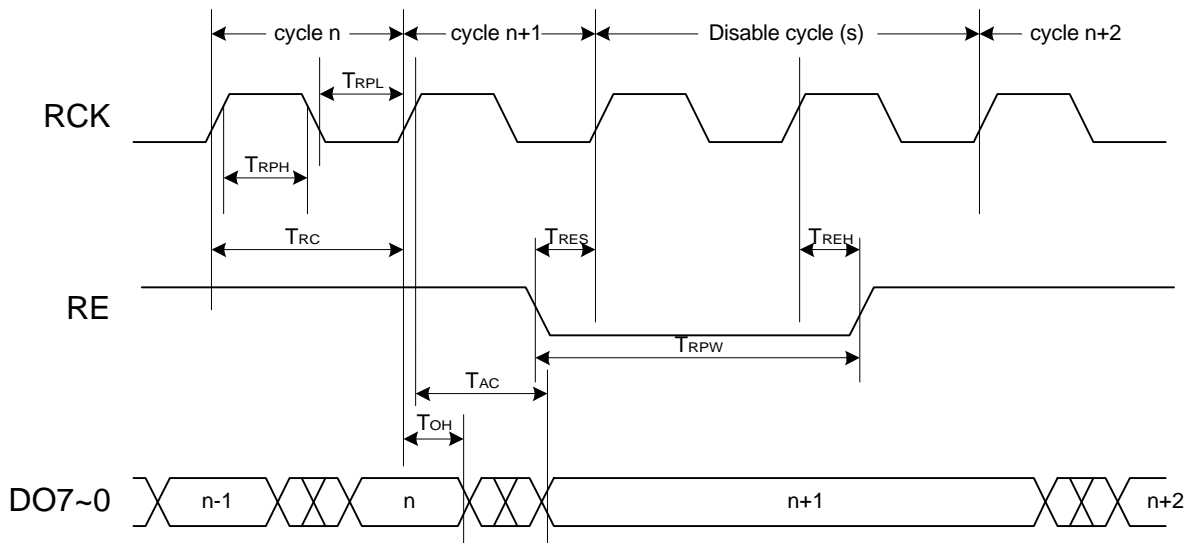 cycle n
cycle n+1
Disable cycle (s)
cycle n+2
TRPL
RCK
TRPH
TRC
TRES
TREH
RE
TRPW
TAC
TOH
DO7~0
n-1
n
n+1
n+2